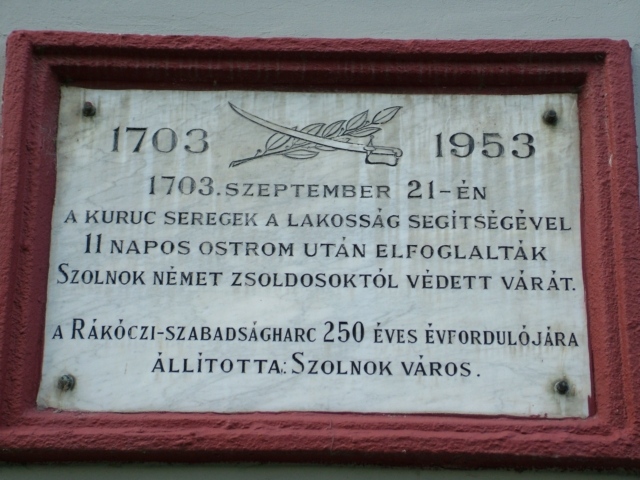 1703 1953
1703. SZEPTEMBER 21-ÉN
A KURUC SEREGEK A LAKOSSÁG SEGÍTSÉGÉVEL
11 NAPOS OSTROM UTÁN ELFOGLALTÁK
SZOLNOK NÉMET ZSOLDOSOKTÓL VÉDETT VÁRÁT.
A RÁKÓCZI-SZABADSÁGHARC 250 ÉVES ÉVFORDULÓJÁRA
ÁLLÍTOTTA: SZOLNOK VÁROS.